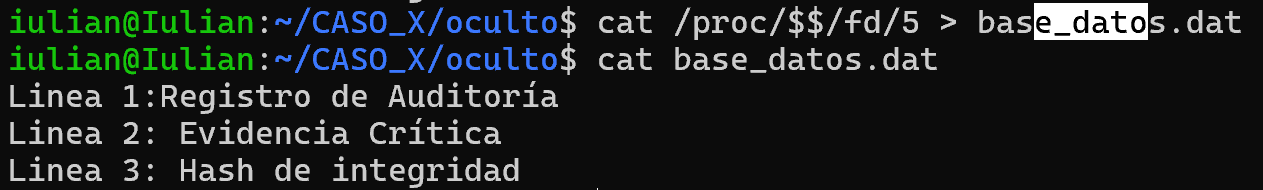 iulian@Iulian:~/CASO_X/oculto$ cat /proc/$$/fd/5 > base_datos.dat
iulian@Iulian:~/CASO_X/oculto$ cat base_datos.dat
Linea 1:Registro de Auditoría
Linea 2: Evidencia Crítica
Linea 3: Hash de integridad